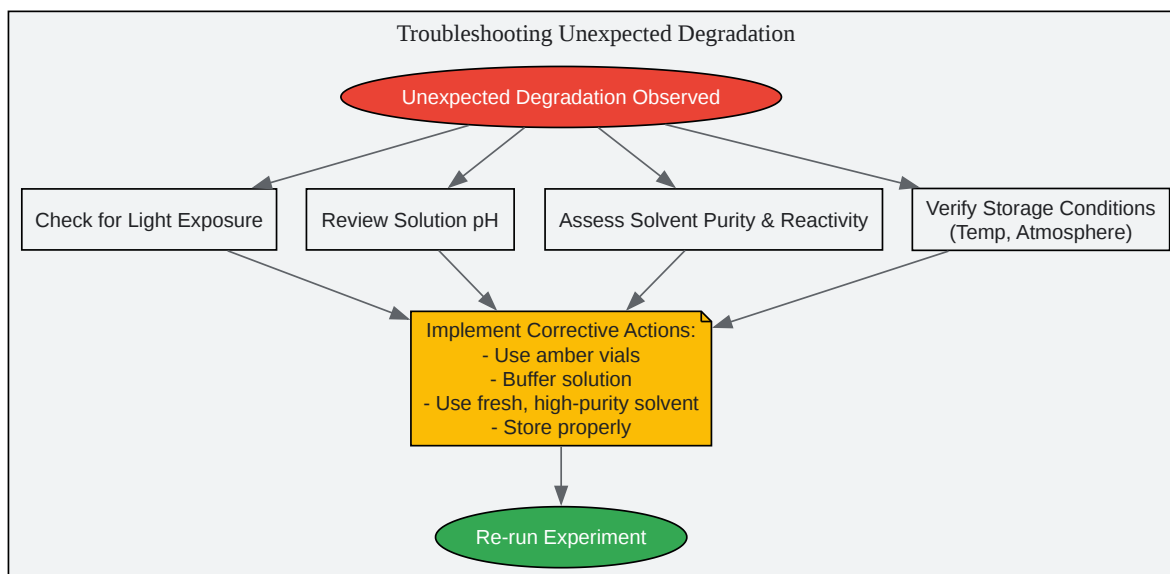 Troubleshooting Unexpected Degradation
Unexpected Degradation Observed
Check for Light Exposure
Review Solution pH
Assess Solvent Purity & Reactivity
Verify Storage Conditions
(Temp, Atmosphere)
Implement Corrective Actions:
- Use amber vials
- Buffer solution
- Use fresh, high-purity solvent
- Store properly
Re-run Experiment